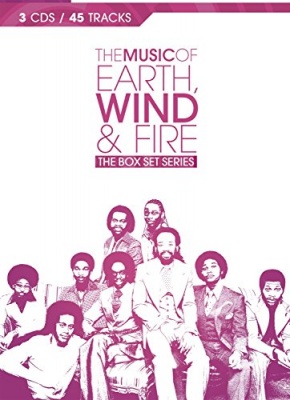 3 CDS / 45 TRACKS
THE MUSIC OF
EARTH,
WIND
& FIRE
THE BOX SET SERIES